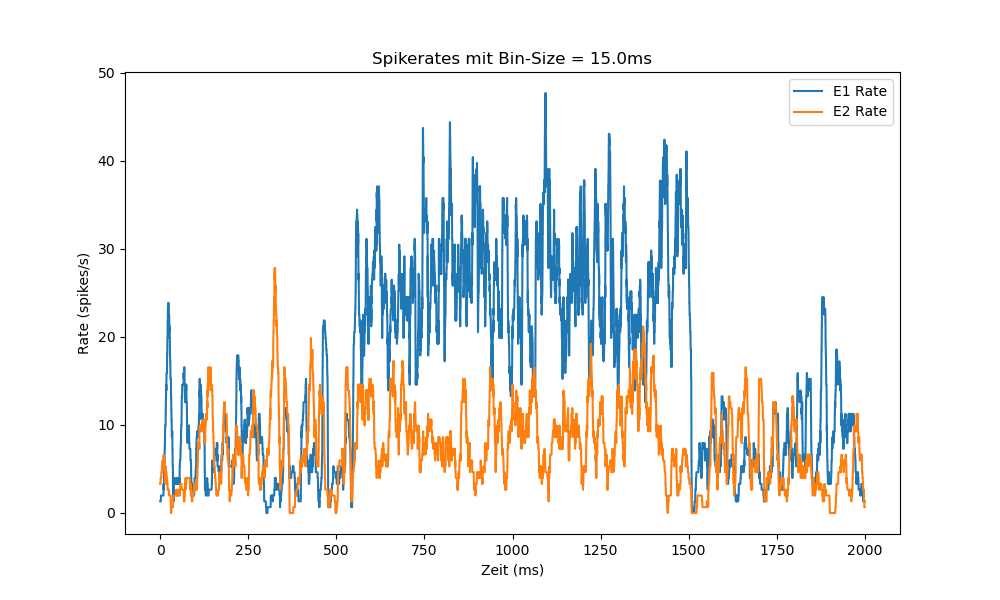 Spikerates mit Bin-Size = 15.0ms
E1 Rate
E2 Rate
50
40
30
20
10
0
Rate (spikes/s)
0 250 500 750 1000 1250 1500 1750 2000
Zeit (ms)